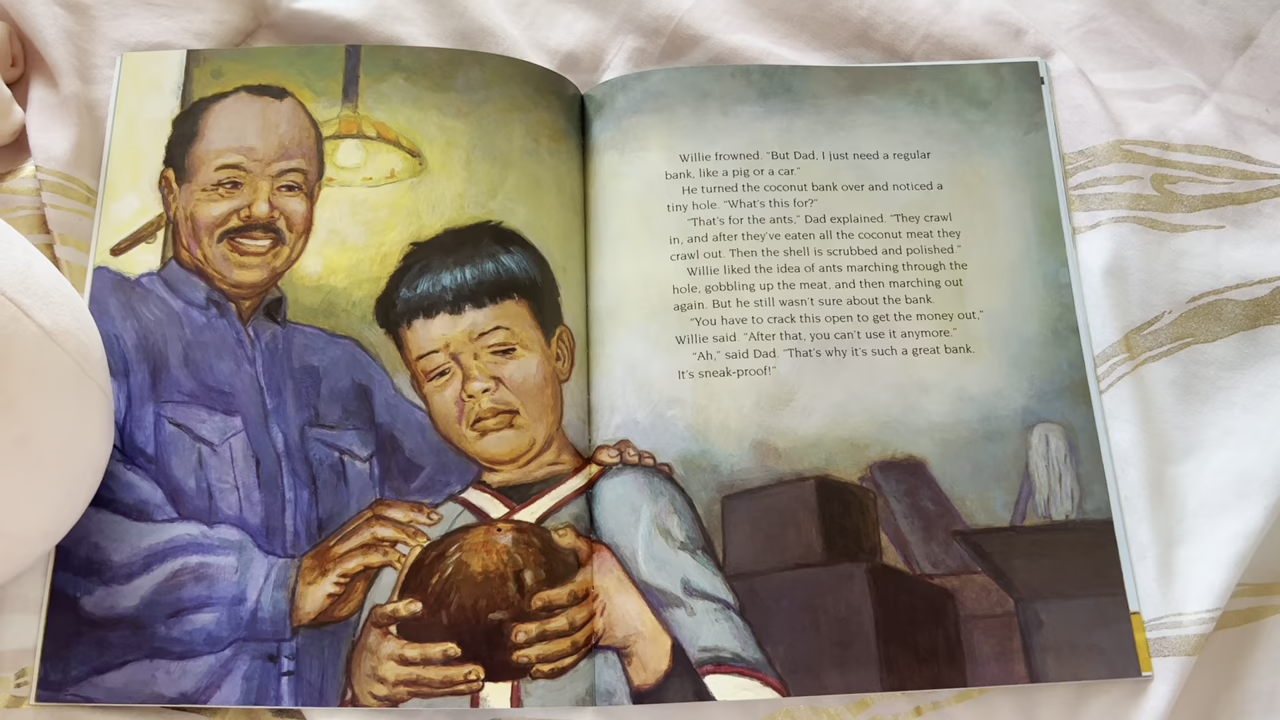 Willie frowned. “But Dad, I just need a regular
bank, like a pig or a car.”
He turned the coconut bank over and noticed a
tiny hole. “What’s this for?”
“That’s for the ants,” Dad explained. “They crawl
in, and after they’ve eaten all the coconut meat they
crawl out. Then the shell is scrubbed and polished.”
Willie liked the idea of ants marching through the
hole, gobbling up the meat, and then marching out
again. But he still wasn’t sure about the bank.
“You have to crack this open to get the money out,”
Willie said. “After that, you can’t use it anymore.”
“Ah,” said Dad. “That’s why it’s such a great bank.
It’s sneak-proof!”